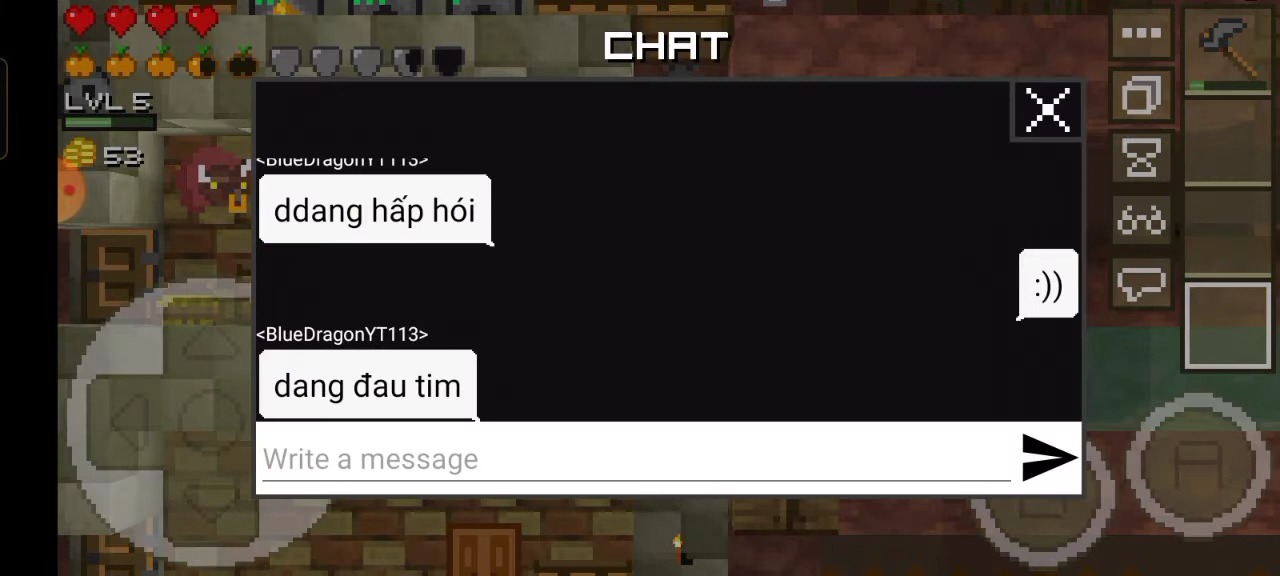 CHAT
LVL 5
53
<BlueDragonYT113>
ddang hấp hói
:))
<BlueDragonYT113>
dang đau tim
Write a message